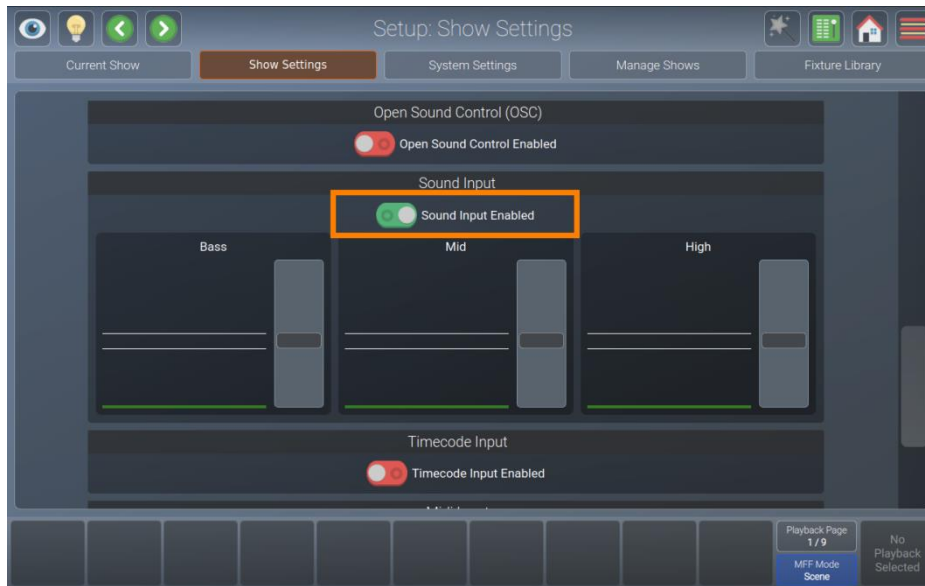 Setup: Show Settings
Current Show
Show Settings
System Settings
Manage Shows
Fixture Library
Open Sound Control (OSC)
Open Sound Control Enabled
Sound Input
Sound Input Enabled
Bass
Mid
High
Timecode Input
Timecode Input Enabled
Playback Page
1 / 9
MFF Mode
Scene
No
Playback
Selected